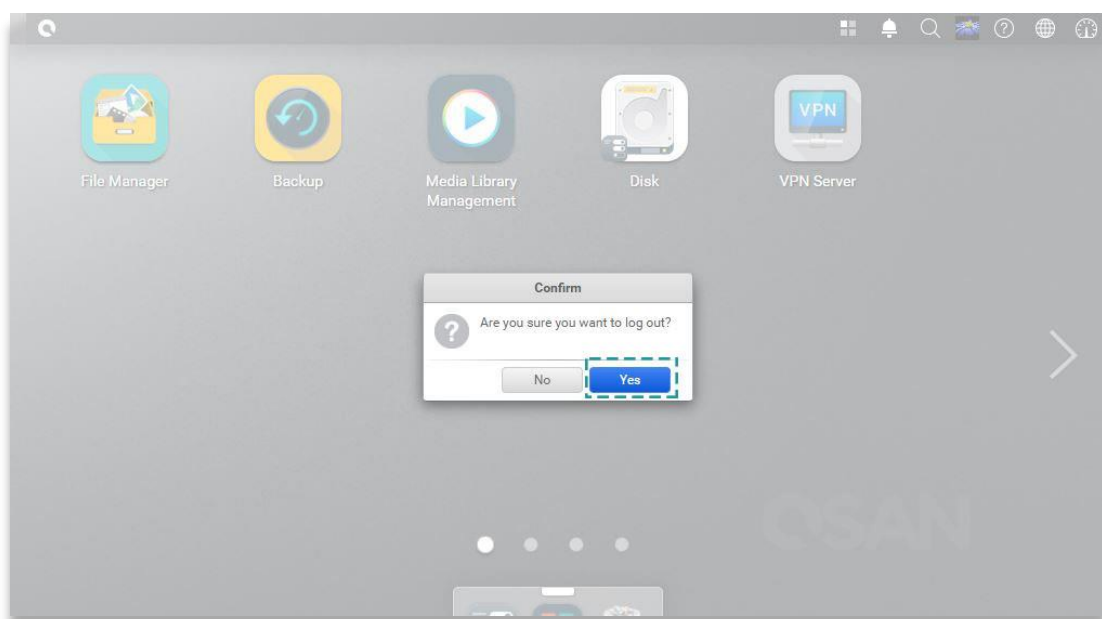 VPN
File Manager
Backup
Media Library
Management
Disk
VPN Server
Confirm
Are you sure you want to log out?
No
Yes
QSAN